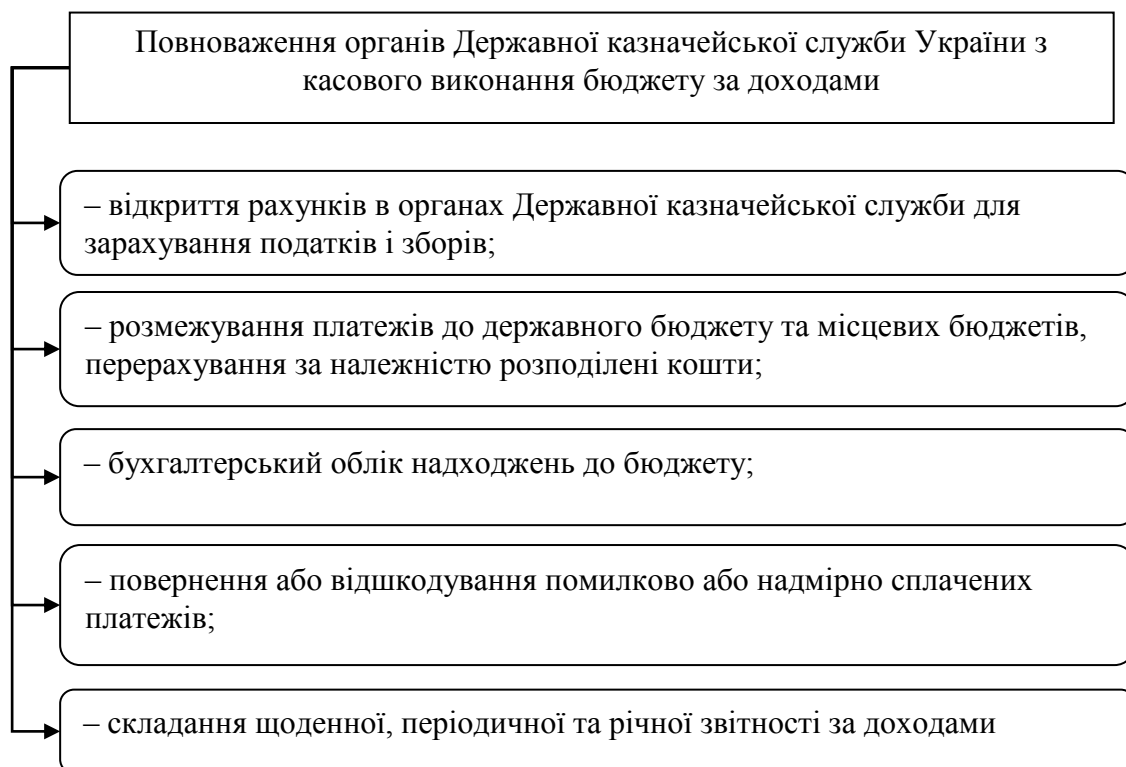 Повноваження органів Державної казначейської служби України з
касового виконання бюджету за доходами
– відкриття рахунків в органах Державної казначейської служби для
зарахування податків і зборів;
– розмежування платежів до державного бюджету та місцевих бюджетів,
перерахування за належністю розподілені кошти;
– бухгалтерський облік надходжень до бюджету;
– повернення або відшкодування помилково або надмірно сплачених
платежів;
– складання щоденної, періодичної та річної звітності за доходами